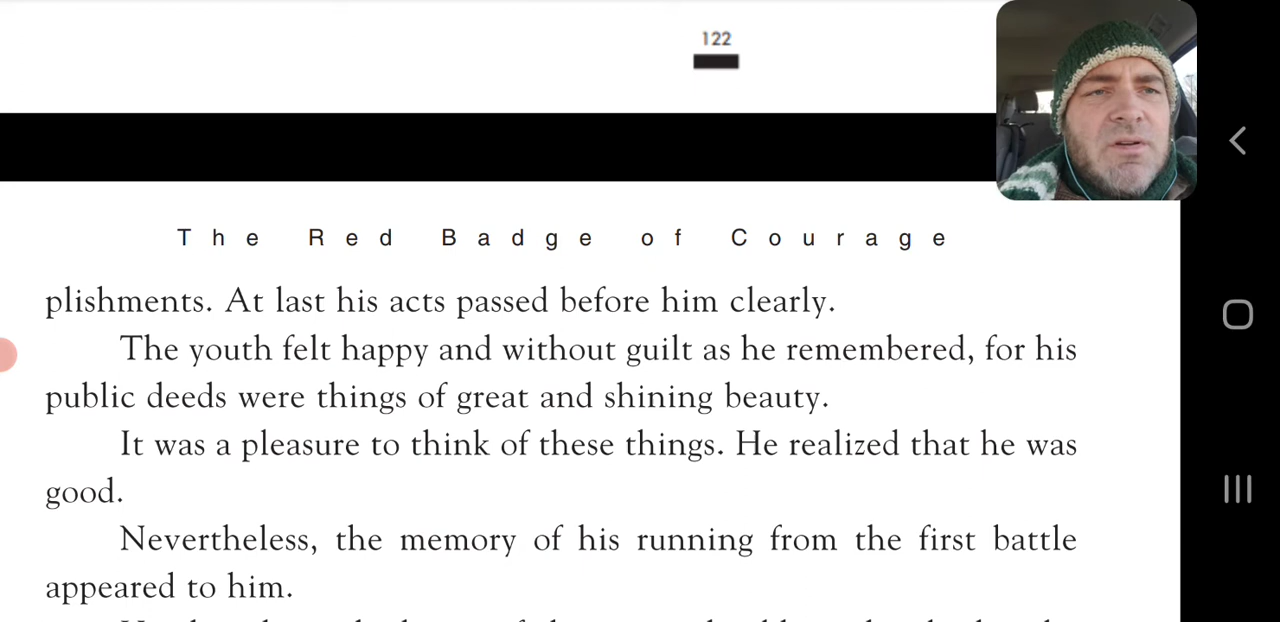 122
The Red Badge of Courage
plishments. At last his acts passed before him clearly.
The youth felt happy and without guilt as he remembered, for his
public deeds were things of great and shining beauty.
It was a pleasure to think of these things. He realized that he was
good.
Nevertheless, the memory of his running from the first battle
appeared to him.